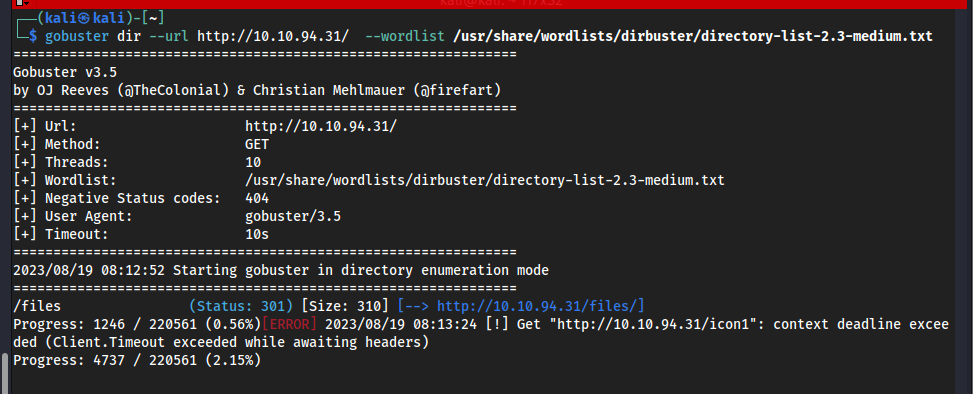 (kali㉿kali)-[~]
$ gobuster dir --url http://10.10.94.31/  --wordlist /usr/share/wordlists/dirbuster/directory-list-2.3-medium.txt
===============================================================
Gobuster v3.5
by OJ Reeves (@TheColonial) & Christian Mehlmauer (@firefart)
===============================================================
[+] Url:                     http://10.10.94.31/
[+] Method:                  GET
[+] Threads:                 10
[+] Wordlist:                /usr/share/wordlists/dirbuster/directory-list-2.3-medium.txt
[+] Negative Status codes:   404
[+] User Agent:              gobuster/3.5
[+] Timeout:                 10s
===============================================================
2023/08/19 08:12:52 Starting gobuster in directory enumeration mode
===============================================================
/files                (Status: 301) [Size: 310] [--> http://10.10.94.31/files/]
Progress: 1246 / 220561 (0.56%)[ERROR] 2023/08/19 08:13:24 [!] Get "http://10.10.94.31/icon1": context deadline excee
ded (Client.Timeout exceeded while awaiting headers)
Progress: 4737 / 220561 (2.15%)